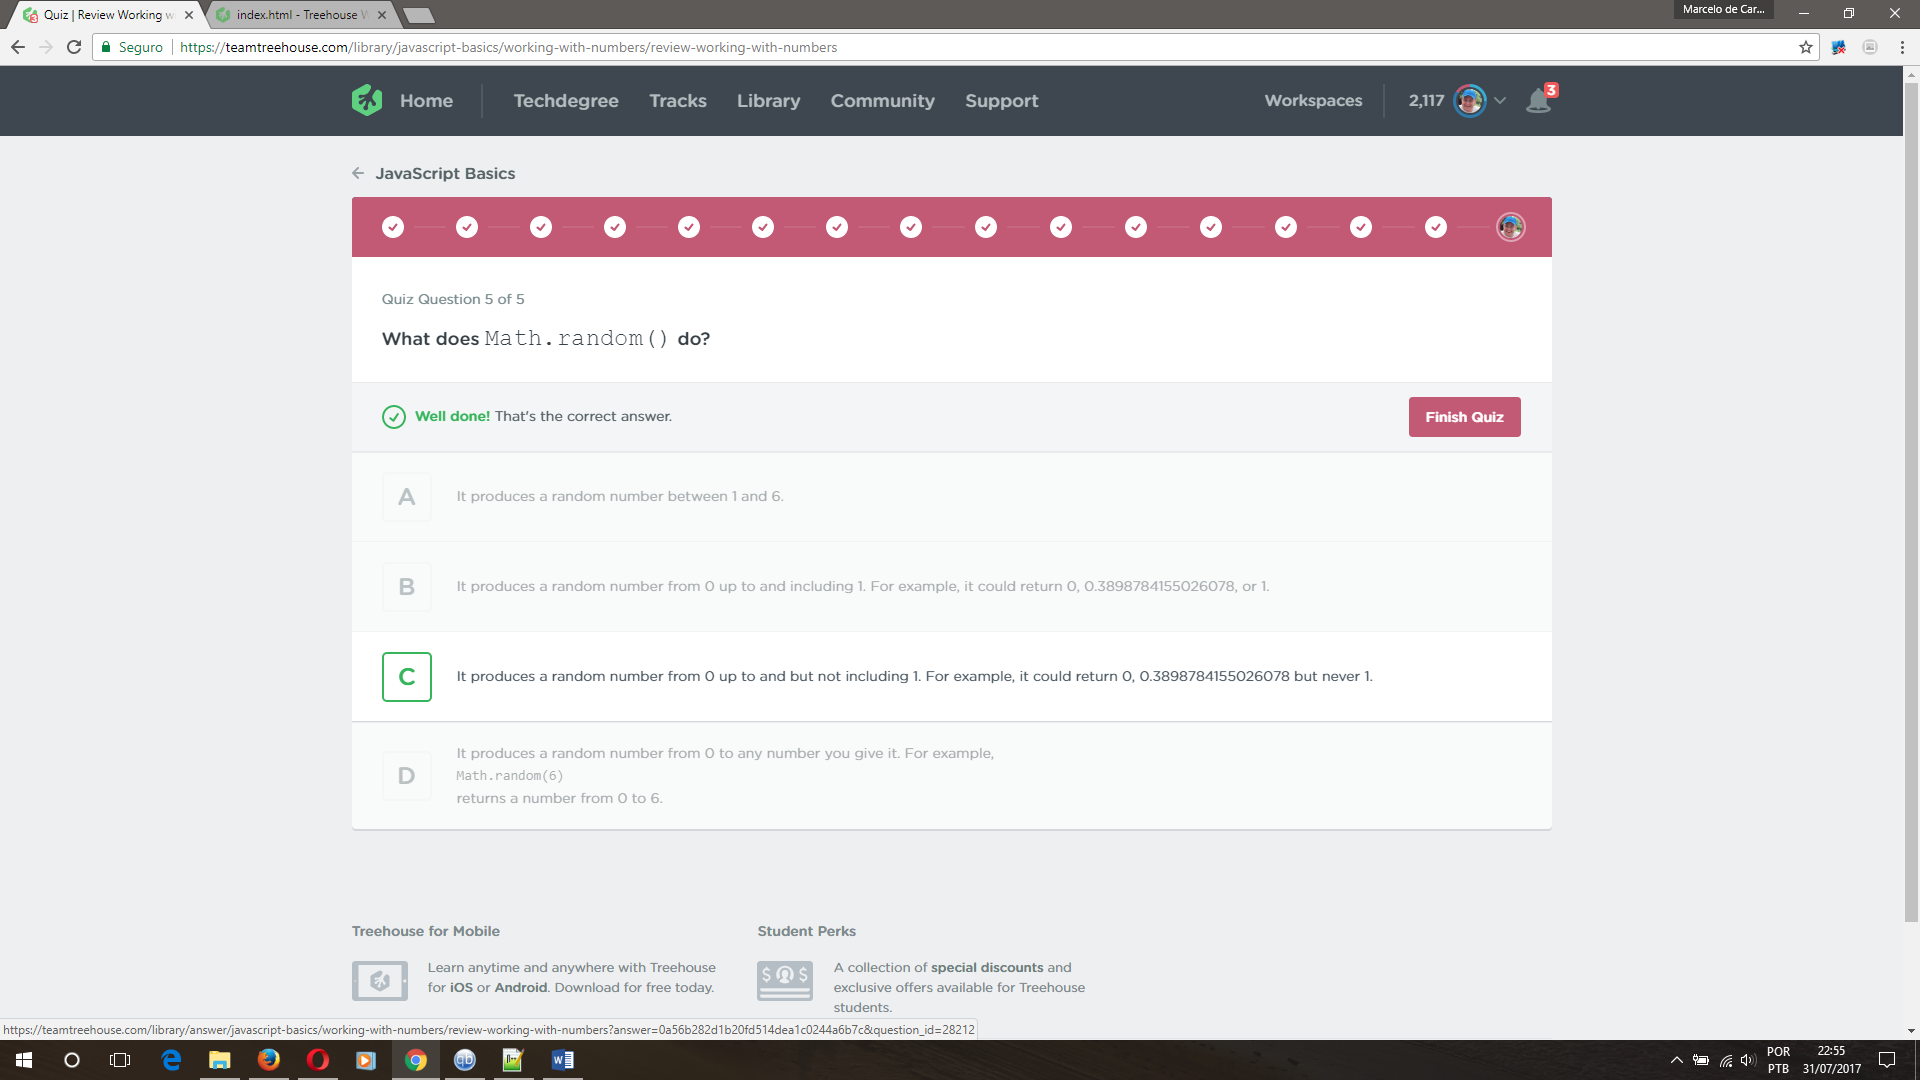 Quiz | Review Working w
index.html - Treehouse W
Marcelo de Car...
Seguro
https://teamtreehouse.com/library/javascript-basics/working-with-numbers/review-working-with-numbers
Home
Techdegree
Tracks
Library
Community
Support
Workspaces
2,117
3
JavaScript Basics
Quiz Question 5 of 5
What does Math.random() do?
Well done! That's the correct answer.
Finish Quiz
A
It produces a random number between 1 and 6.
B
It produces a random number from 0 up to and including 1. For example, it could return 0, 0.3898784155026078, or 1.
C
It produces a random number from 0 up to and but not including 1. For example, it could return 0, 0.3898784155026078 but never 1.
D
It produces a random number from 0 to any number you give it. For example,
Math.random(6)
returns a number from 0 to 6.
Treehouse for Mobile
Learn anytime and anywhere with Treehouse
for iOS or Android. Download for free today.
Student Perks
A collection of special discounts and
exclusive offers available for Treehouse
students.
https://teamtreehouse.com/library/answer/javascript-basics/working-with-numbers/review-working-with-numbers?answer=0a56b282d1b20fd514dea1c0244a6b7c&question_id=28212
POR
PTB
22:55
31/07/2017